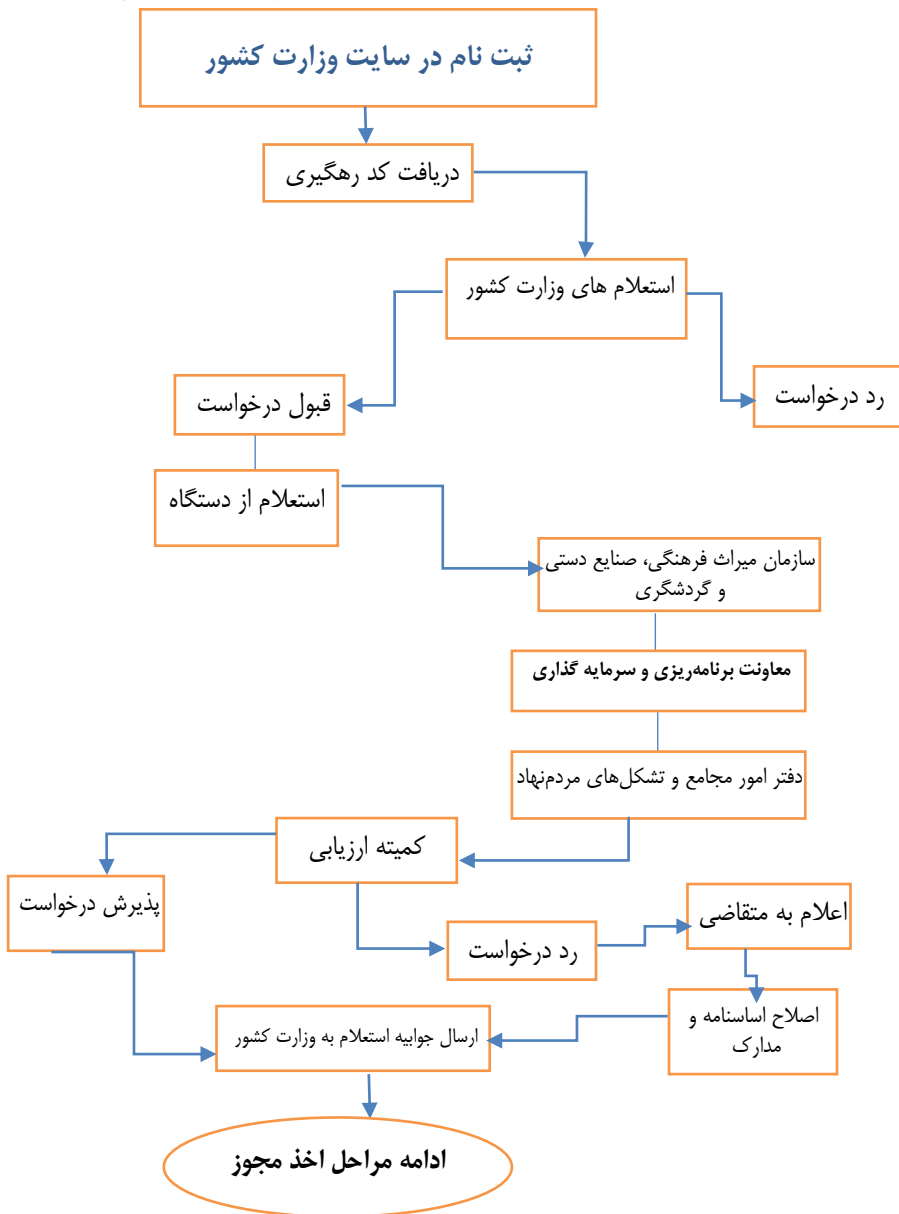 ثبت نام در سایت وزارت کشور
دریافت کد رهگیری
استعلام های وزارت کشور
رد درخواست
قبول درخواست
استعلام از دستگاه
سازمان میراث فرهنگی، صنایع دستی
و گردشگری
معاونت برنامه‌ریزی و سرمایه گذاری
دفتر امور مجامع و تشکل‌های مردم‌نهاد
کمیته ارزیابی
پذیرش درخواست
رد درخواست
اعلام به متقاضی
اصلاح اساسنامه و
مدارک
ارسال جوابیه استعلام به وزارت کشور
ادامه مراحل اخذ مجوز